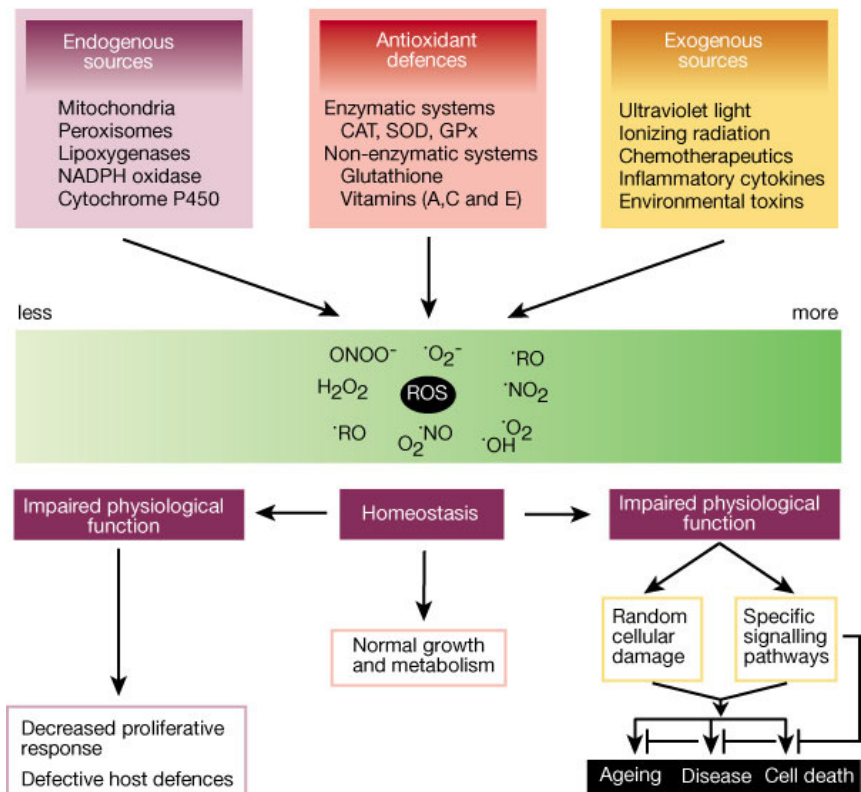 Endogenous
sources
Mitochondria
Peroxisomes
Lipoxygenases
NADPH oxidase
Cytochrome P450
Antioxidant
defences
Enzymatic systems
CAT, SOD, GPx
Non-enzymatic systems
Glutathione
Vitamins (A,C and E)
Exogenous
sources
Ultraviolet light
Ionizing radiation
Chemotherapeutics
Inflammatory cytokines
Environmental toxins
less
more
ONOO⁻
˙O₂⁻
˙RO
H₂O₂
ROS
˙NO₂
˙RO
O₂
˙NO
˙OH
˙O₂
Impaired physiological
function
Homeostasis
Impaired physiological
function
Normal growth
and metabolism
Random
cellular
damage
Specific
signalling
pathways
Decreased proliferative
response
Defective host defences
Ageing
Disease
Cell death